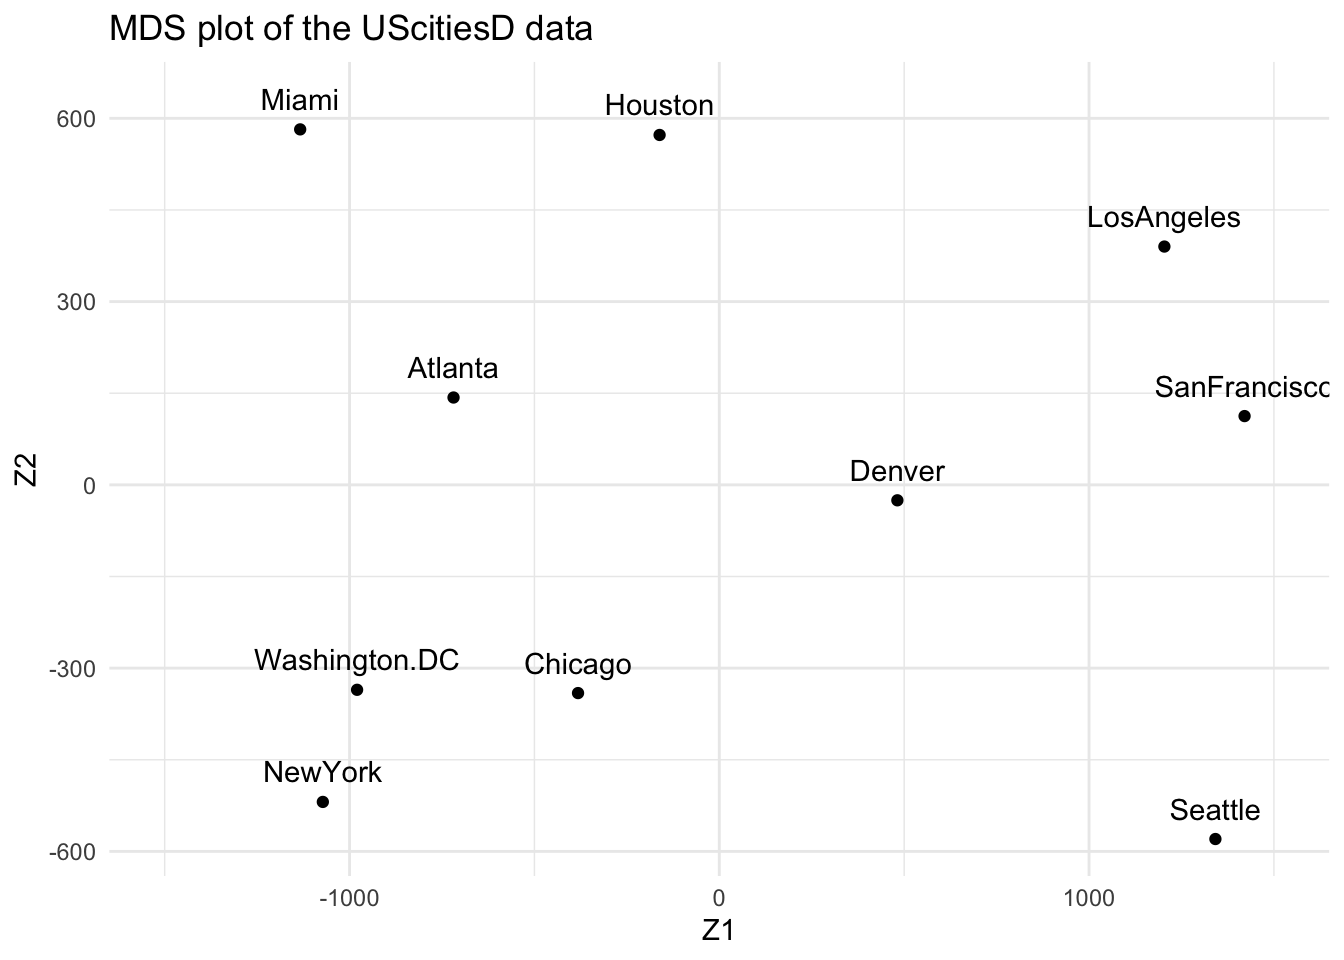 MDS plot of the UScitiesD data
Miami
Houston
600
LosAngeles
300
Atlanta
SanFrancisco
Denver
Z2
0
Washington.DC
Chicago
-300
NewYork
Seattle
-600
-1000
0
1000
Z1